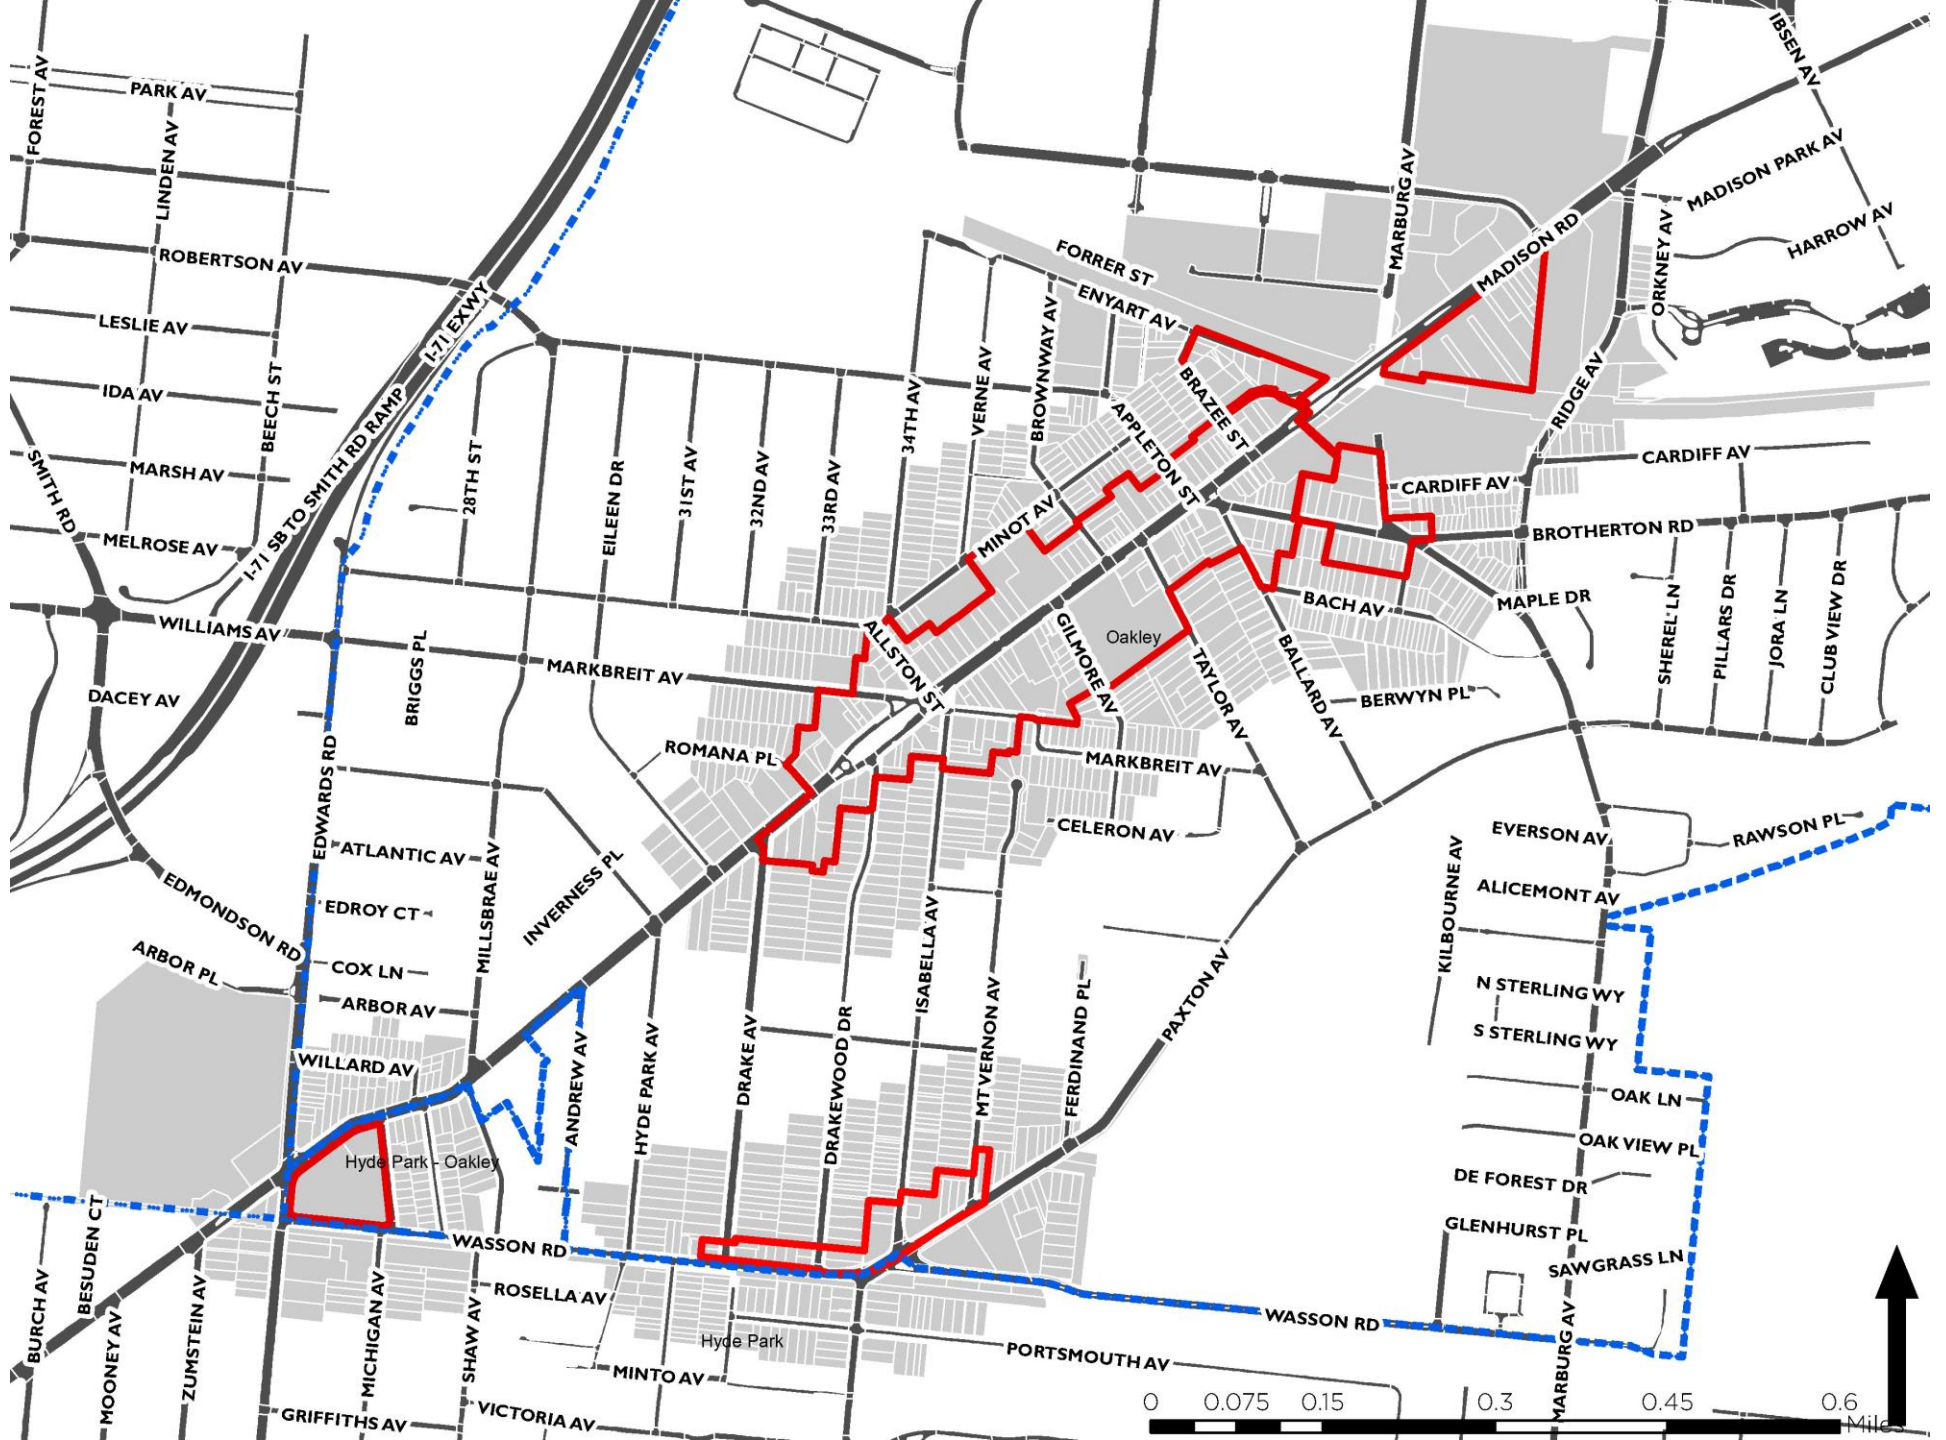 IBSEN AV
FOREST AV
PARK AV
LINDEN AV
MARBURG AV
MADISON PARK AV
HARROW AV
ORKNEY AV
MADISON RD
ROBERTSON AV
FORRER ST
ENYART AV
LESLIE AV
I-71 EXWY
BROWNWAY AV
VERNE AV
34TH AV
BRAZEE ST
APPLETON ST
RIDGE AV
IDA AV
BEECH ST
I-71 SB TO SMITH RD RAMP
MARSH AV
SMITH RD
28TH ST
EILEEN DR
31ST AV
32ND AV
33RD AV
CARDIFF AV
CARDIFF AV
MINOT AV
BROTHERTON RD
MELROSE AV
WILLIAMS AV
BACH AV
MAPLE DR
SHEREL LN
PILLARS DR
JORA LN
CLUB VIEW DR
ALLSTON ST
GILMORE AV
Oakley
TAYLOR AV
BALLARD AV
BERWYN PL
DACEY AV
BRIGGS PL
MARKBREIT AV
ROMANA PL
MARKBREIT AV
EDWARDS RD
ATLANTIC AV
MILLSBRAE AV
INVERNESS PL
CELERON AV
KILBOURNE AV
EVERSON AV
RAWSON PL
ALICEMONT AV
EDMONDSON RD
EDROY CT
ARBOR PL
COX LN
ARBOR AV
ISABELLA AV
MT VERNON AV
FERDINAND PL
PAXTON AV
N STERLING WY
S STERLING WY
WILLARD AV
ANDREW AV
HYDE PARK AV
DRAKE AV
DRAKEWOOD DR
OAK LN
OAK VIEW PL
Hyde Park - Oakley
DE FOREST DR
GLENHURST PL
SAWGRASS LN
BESUDEN CT
WASSON RD
BURCH AV
MOONEY AV
ZUMSTEIN AV
MICHIGAN AV
SHAW AV
ROSELLA AV
WASSON RD
Hyde Park
MINTO AV
PORTSMOUTH AV
MARBURG AV
GRIFFITHS AV
VICTORIA AV
0 0.075 0.15 0.3 0.45 0.6
Miles